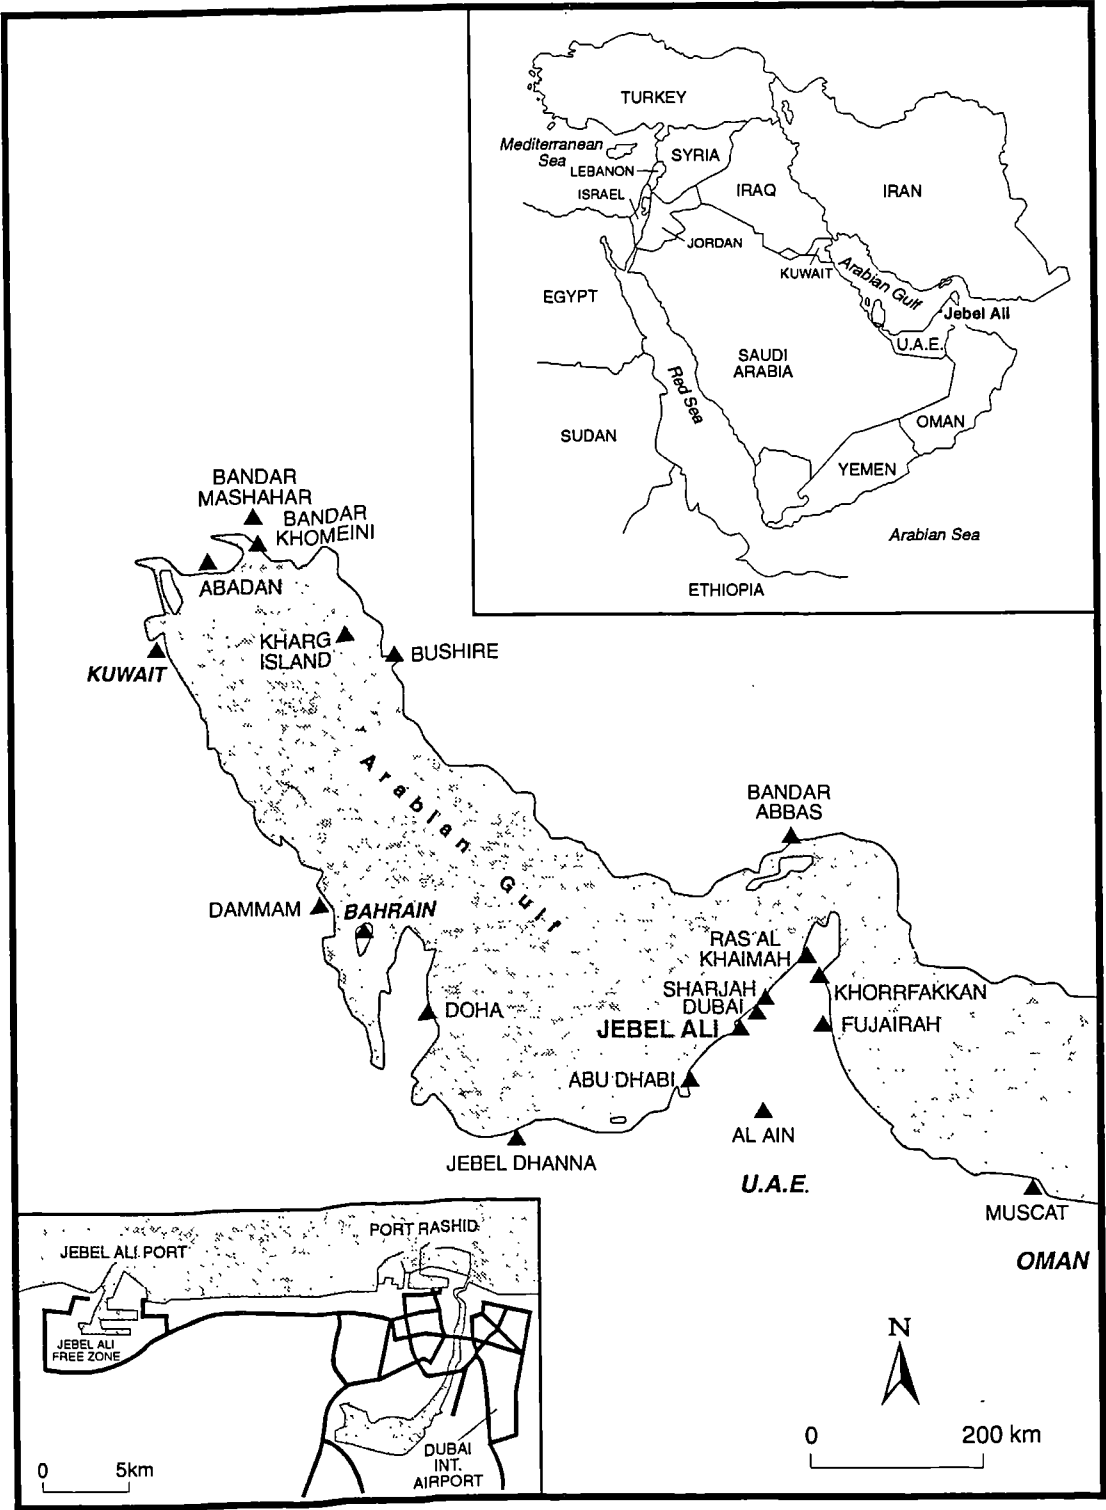 TURKEY
Mediterranean
Sea
SYRIA
LEBANON
ISRAEL
IRAQ
IRAN
JORDAN
KUWAIT
Arabian Gulf
EGYPT
Jebel Ali
U.A.E.
SAUDI
ARABIA
Red Sea
SUDAN
OMAN
YEMEN
Arabian Sea
ETHIOPIA
BANDAR
MASHAHAR
BANDAR
KHOMEINI
ABADAN
KHARG
ISLAND
BUSHIRE
KUWAIT
Arabian Gulf
BANDAR
ABBAS
DAMMAM
BAHRAIN
RAS AL
KHAIMAH
KHORRFAKKAN
SHARJAH
DUBAI
DOHA
JEBEL ALI
FUJAIRAH
ABU DHABI
AL AIN
JEBEL DHANNA
U.A.E.
MUSCAT
OMAN
PORT RASHID
JEBEL ALI PORT
JEBEL ALI
FREE ZONE
DUBAI
INT.
AIRPORT
0 5km
N
0 200 km